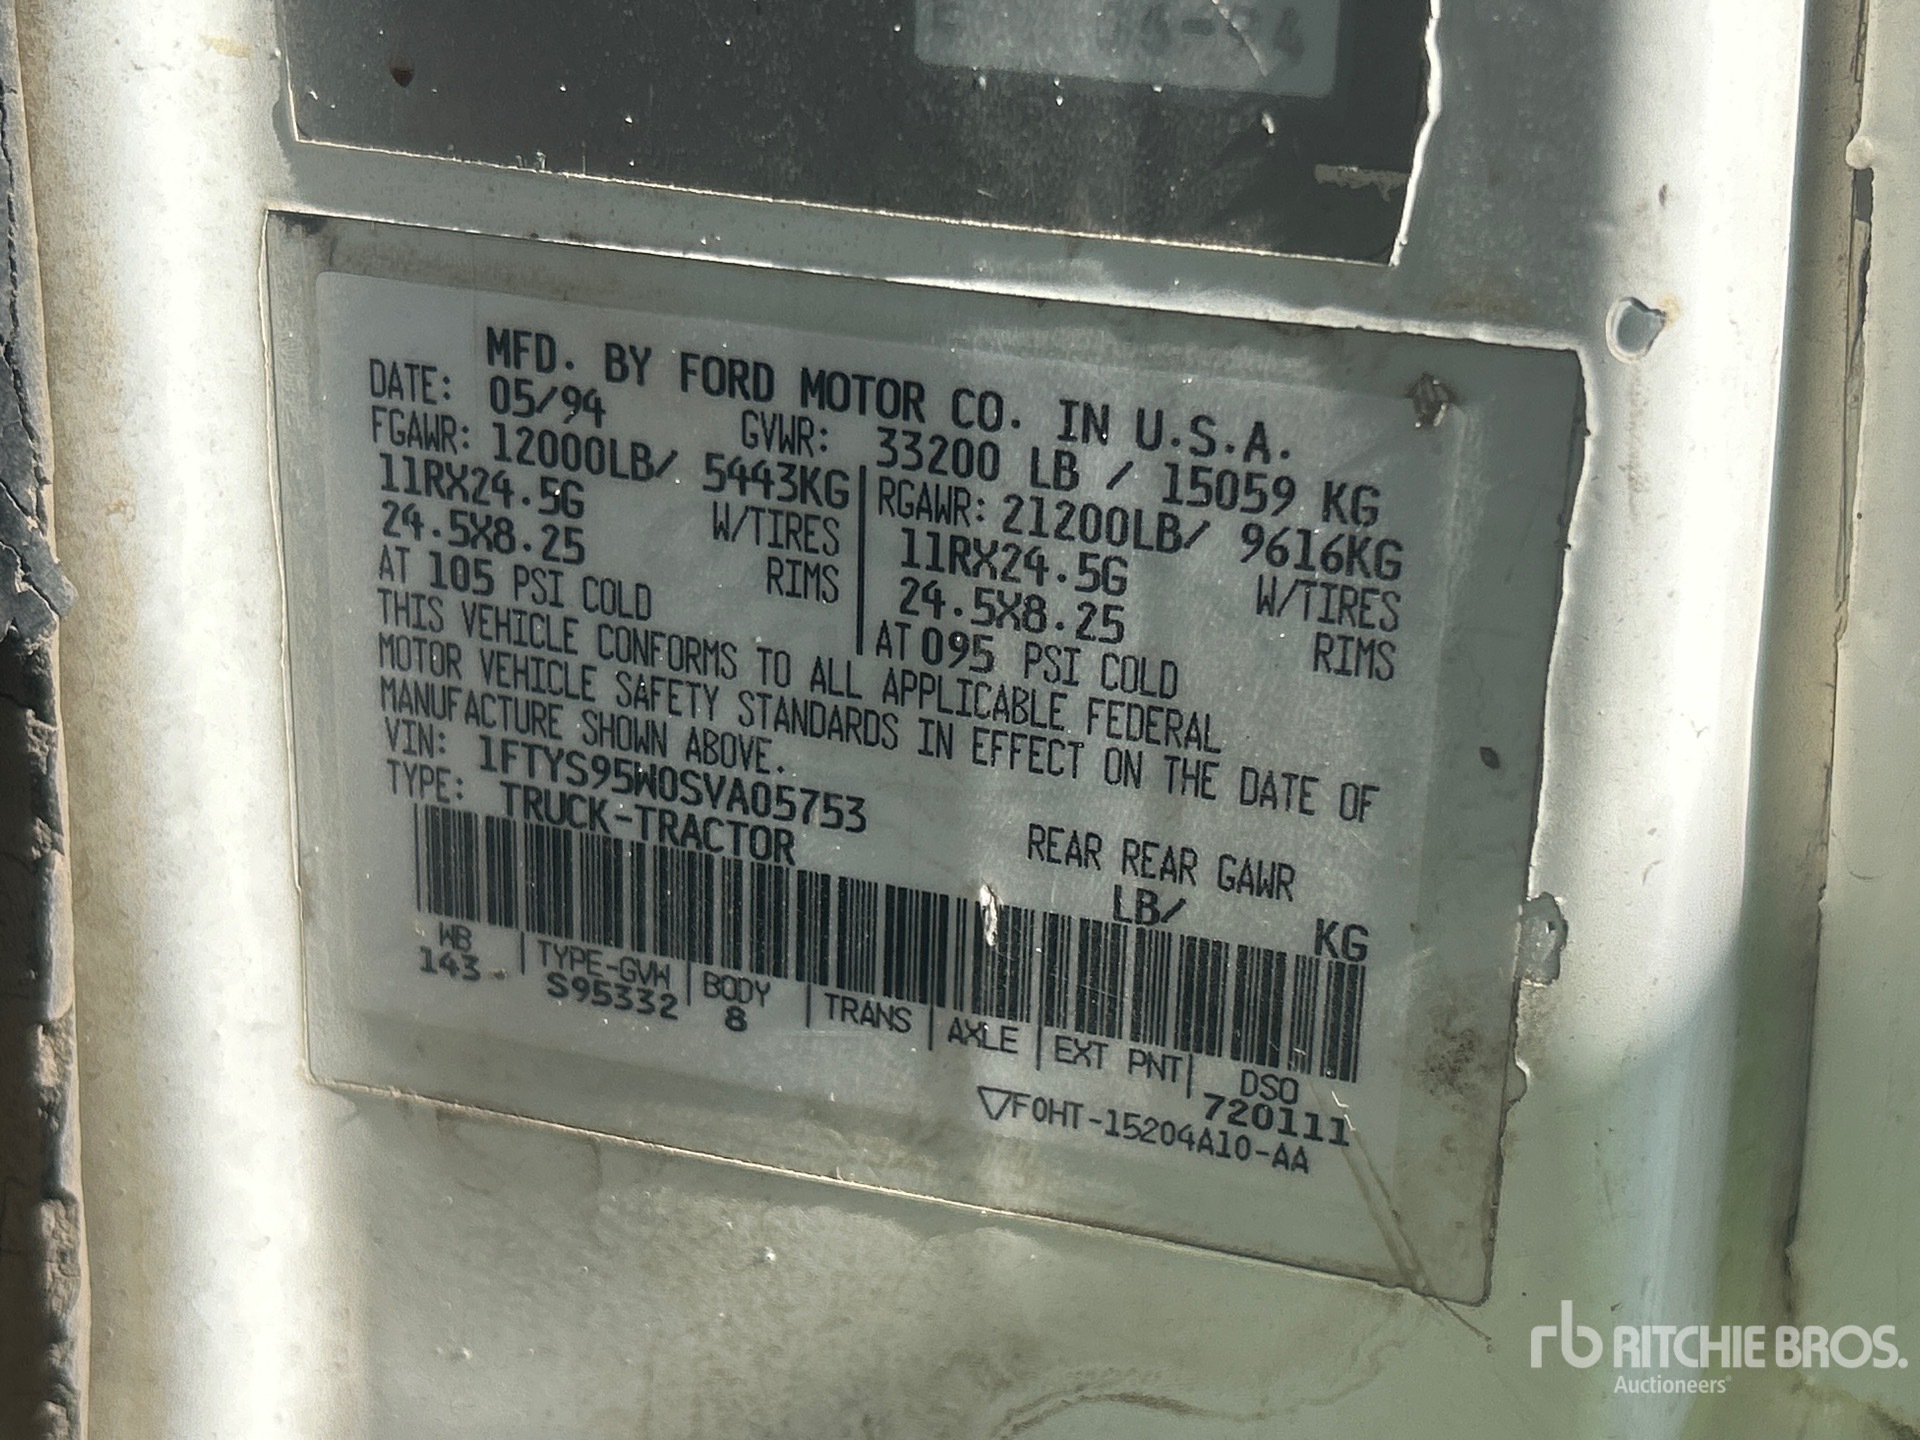 MFD. BY FORD MOTOR CO. IN U.S.A.
DATE: 05/94 GVWR: 33200 LB / 15059 KG
FGAWR: 12000LB/ 5443KG RGAWR: 21200LB/ 9616KG
11RX24.5G W/TIRES 11RX24.5G W/TIRES
24.5X8.25 RIMS 24.5X8.25 RIMS
AT 105 PSI COLD AT 095 PSI COLD
THIS VEHICLE CONFORMS TO ALL APPLICABLE FEDERAL
MOTOR VEHICLE SAFETY STANDARDS IN EFFECT ON THE DATE OF
MANUFACTURE SHOWN ABOVE.
VIN: 1FTYS95W0SVA05753
TYPE: TRUCK-TRACTOR
REAR REAR GAWR
LB/ KG
WB TYPE-GVW BODY TRANS AXLE EXT PNT DSO
143 S95332 8 720111
▽F0HT-15204A10-AA
rb RITCHIE BROS.
Auctioneers